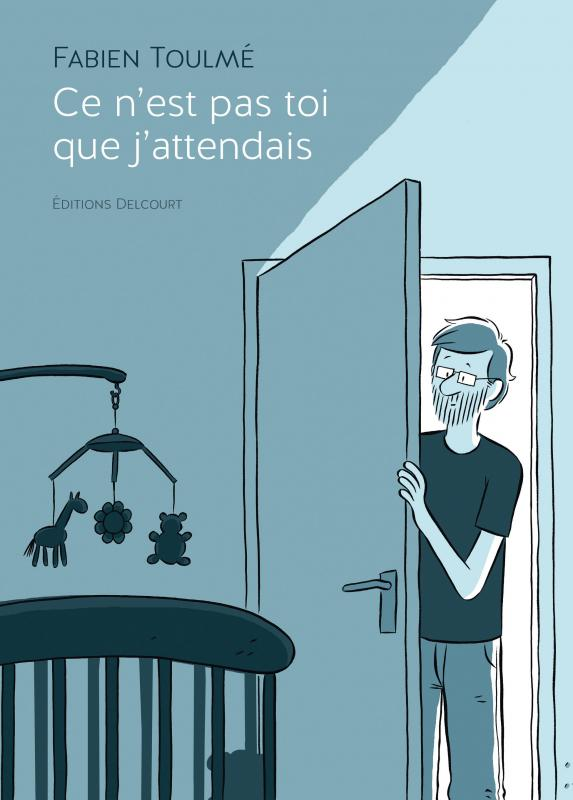 Fabien Toulmé
Ce n'est pas toi
que j'attendais
Éditions Delcourt